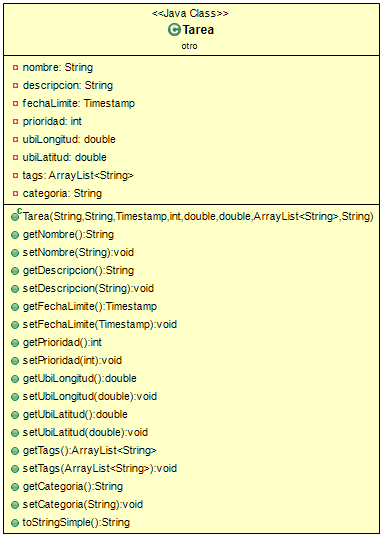 <<Java Class>>
C Tarea
otro
nombre: String
descripcion: String
fechaLimite: Timestamp
prioridad: int
ubiLongitud: double
ubiLatitud: double
tags: ArrayList<String>
categoria: String
C Tarea(String,String,Timestamp,int,double,double,ArrayList<String>,String)
getNombre():String
setNombre(String):void
getDescripcion():String
setDescripcion(String):void
getFechaLimite():Timestamp
setFechaLimite(Timestamp):void
getPrioridad():int
setPrioridad(int):void
getUbiLongitud():double
setUbiLongitud(double):void
getUbiLatitud():double
setUbiLatitud(double):void
getTags():ArrayList<String>
setTags(ArrayList<String>):void
getCategoria():String
setCategoria(String):void
toStringSimple():String